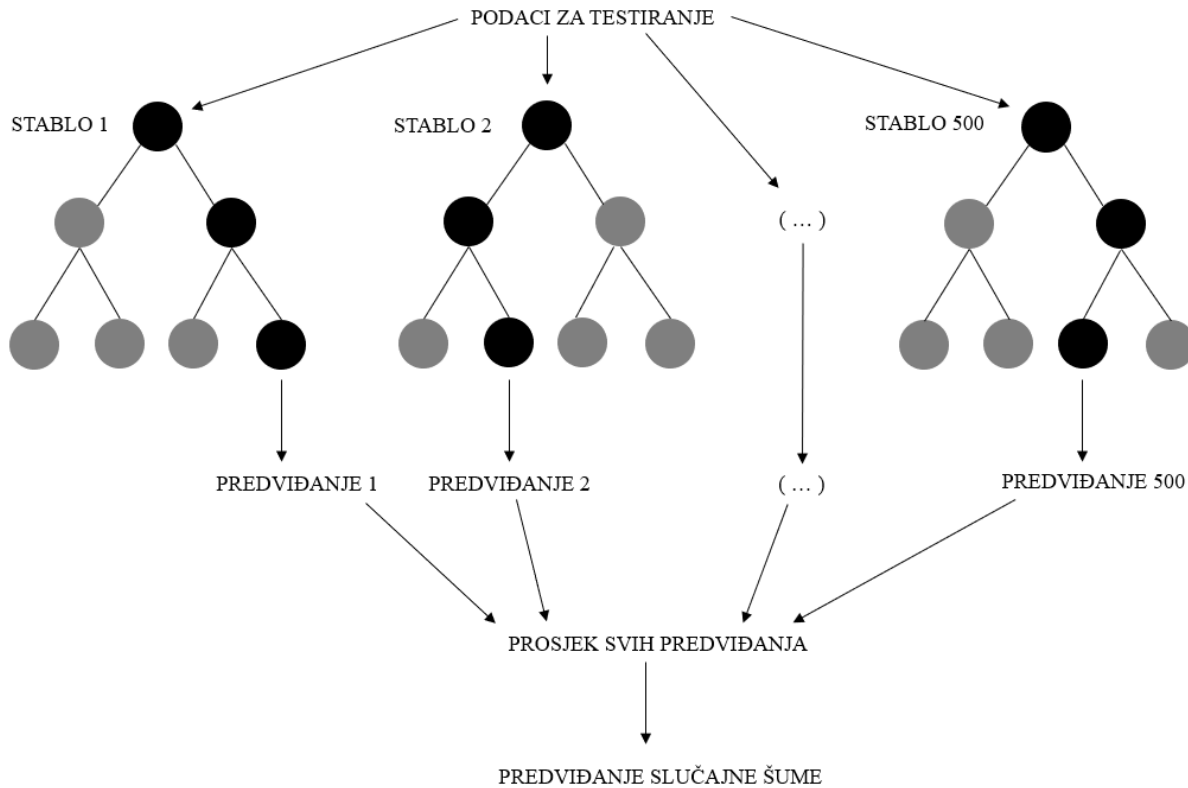 PODACI ZA TESTIRANJE
STABLO 1
STABLO 2
STABLO 500
( ... )
PREDVIĐANJE 1
PREDVIĐANJE 2
( ... )
PREDVIĐANJE 500
PROSJEK SVIH PREDVIĐANJA
PREDVIĐANJE SLUČAJNE ŠUME